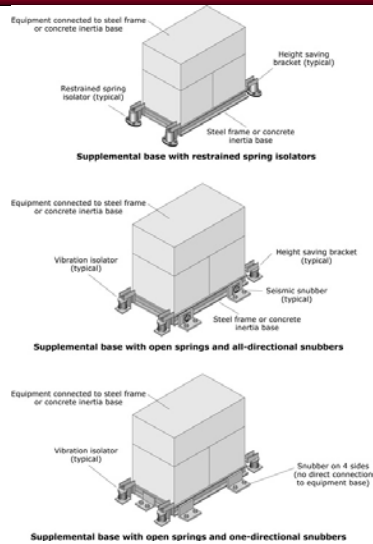 Equipment connected to steel frame
or concrete inertia base
Height saving
bracket (typical)
Restrained spring
isolator (typical)
Steel frame or concrete
inertia base
Supplemental base with restrained spring isolators
Equipment connected to steel frame
or concrete inertia base
Vibration isolator
(typical)
Height saving bracket
(typical)
Seismic snubber
(typical)
Steel frame or concrete
inertia base
Supplemental base with open springs and all-directional snubbers
Equipment connected to steel frame
or concrete inertia base
Vibration isolator
(typical)
Snubber on 4 sides
(no direct connection
to equipment base)
Supplemental base with open springs and one-directional snubbers